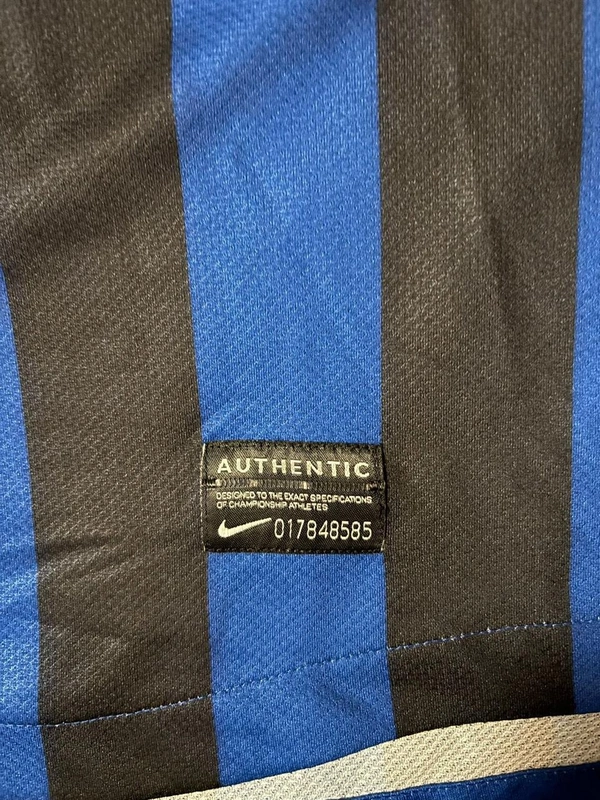 AUTHENTIC
DESIGNED TO THE EXACT SPECIFICATIONS
OF CHAMPIONSHIP ATHLETES
017848585